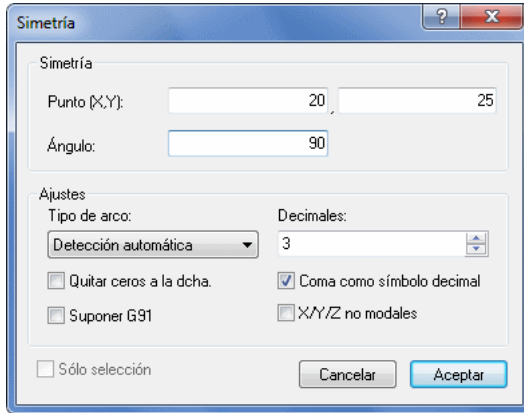 Simetría
Simetría
Punto (X,Y): 20 , 25
Ángulo: 90
Ajustes
Tipo de arco: Decimales:
Detección automática 3
Quitar ceros a la dcha. Coma como símbolo decimal
Suponer G91 X/Y/Z no modales
Sólo selección Cancelar Aceptar